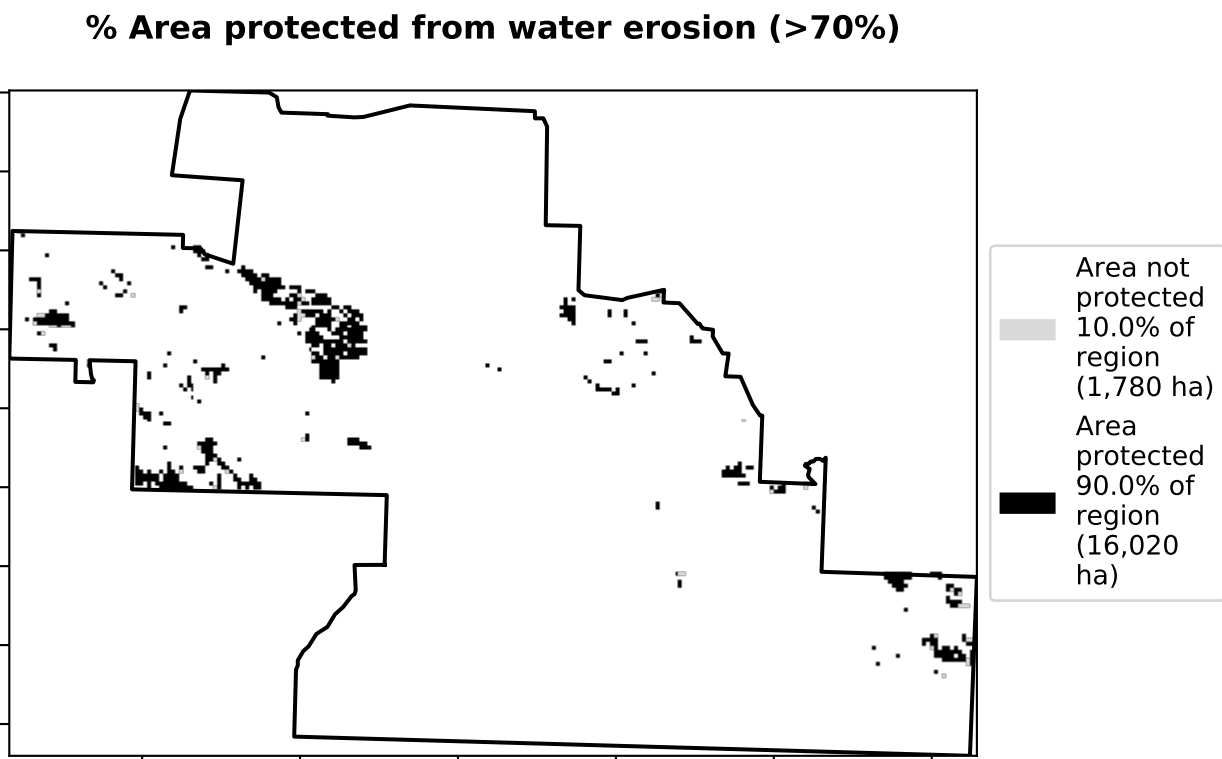 % Area protected from water erosion (>70%)
Area not
protected
10.0% of
region
(1,780 ha)
Area
protected
90.0% of
region
(16,020
ha)